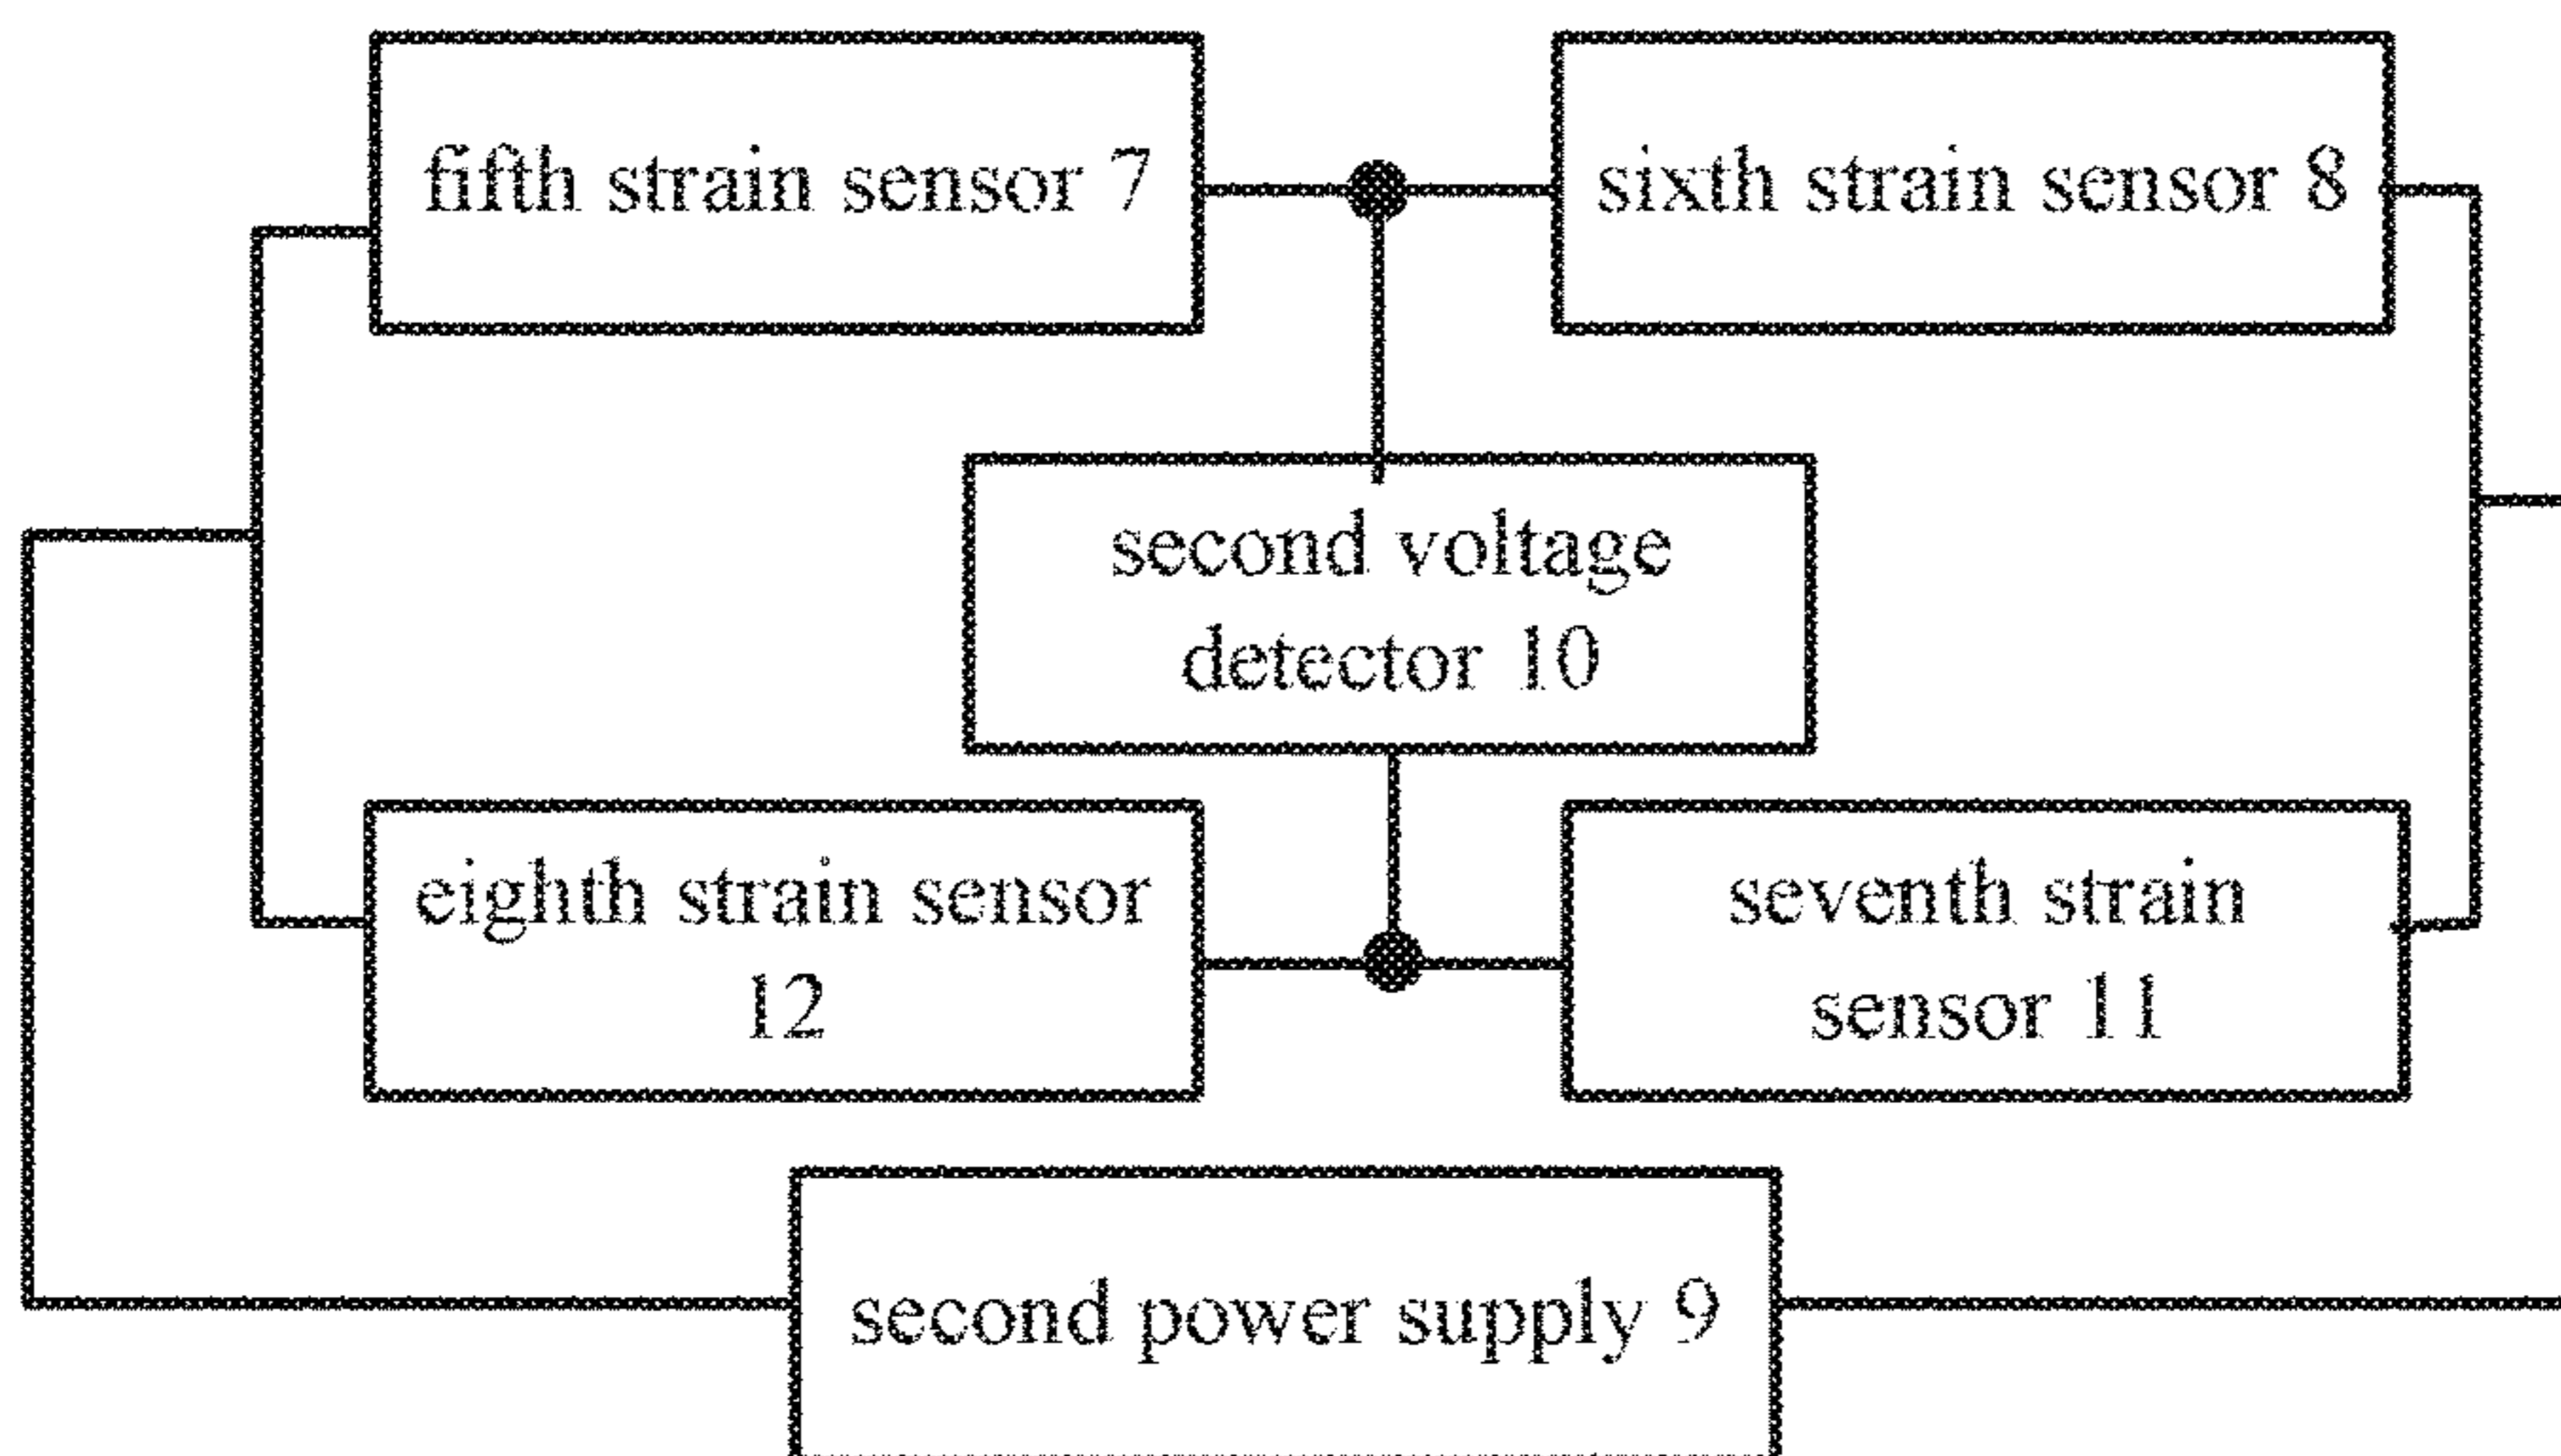 fifth strain sensor 7
sixth strain sensor 8
second voltage
detector 10
eighth strain sensor
12
seventh strain
sensor 11
second power supply 9